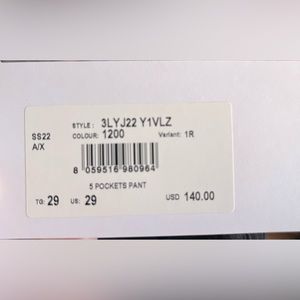 STYLE: 3LYJ22 Y1VLZ
SS22 COLOUR: 1200 Variant: 1R
A/X
8 059516 980964
5 POCKETS PANT
TG: 29 US: 29 USD 140.00